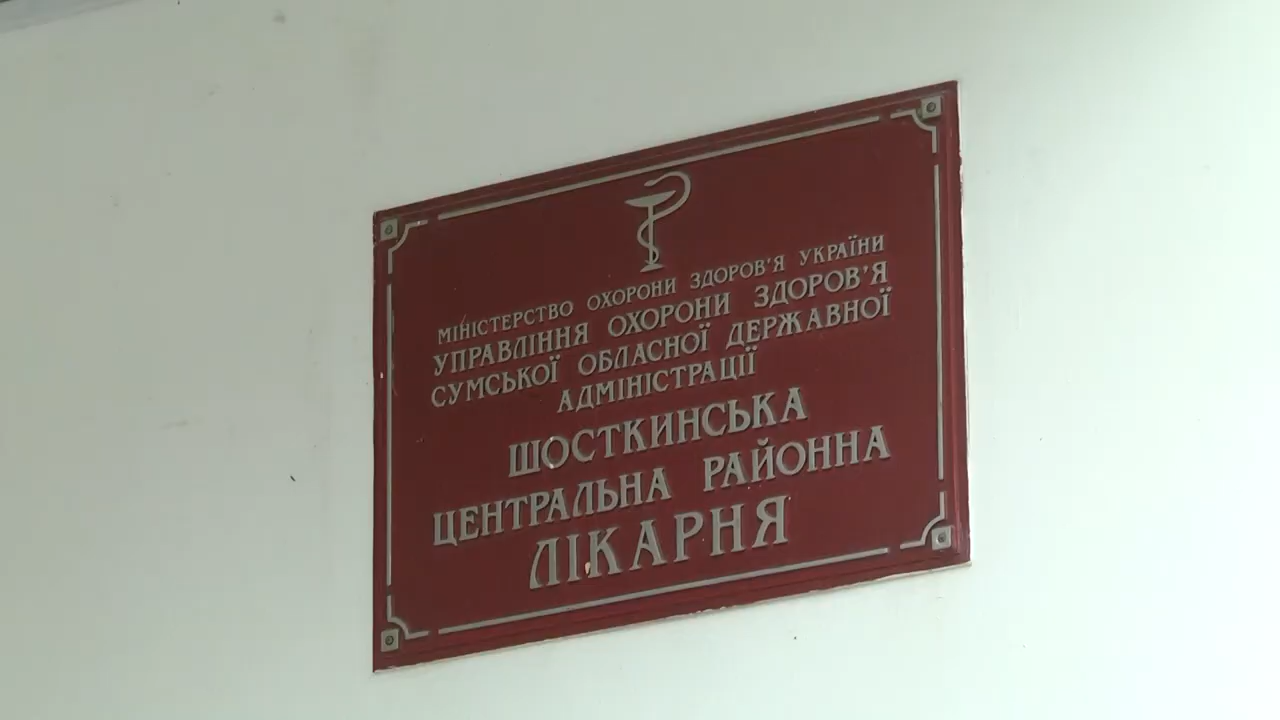 МІНІСТЕРСТВО ОХОРОНИ ЗДОРОВ'Я УКРАЇНИ
УПРАВЛІННЯ ОХОРОНИ ЗДОРОВ'Я
СУМСЬКОЇ ОБЛАСНОЇ ДЕРЖАВНОЇ
АДМІНІСТРАЦІЇ
ШОСТКИНСЬКА
ЦЕНТРАЛЬНА РАЙОННА
ЛІКАРНЯ